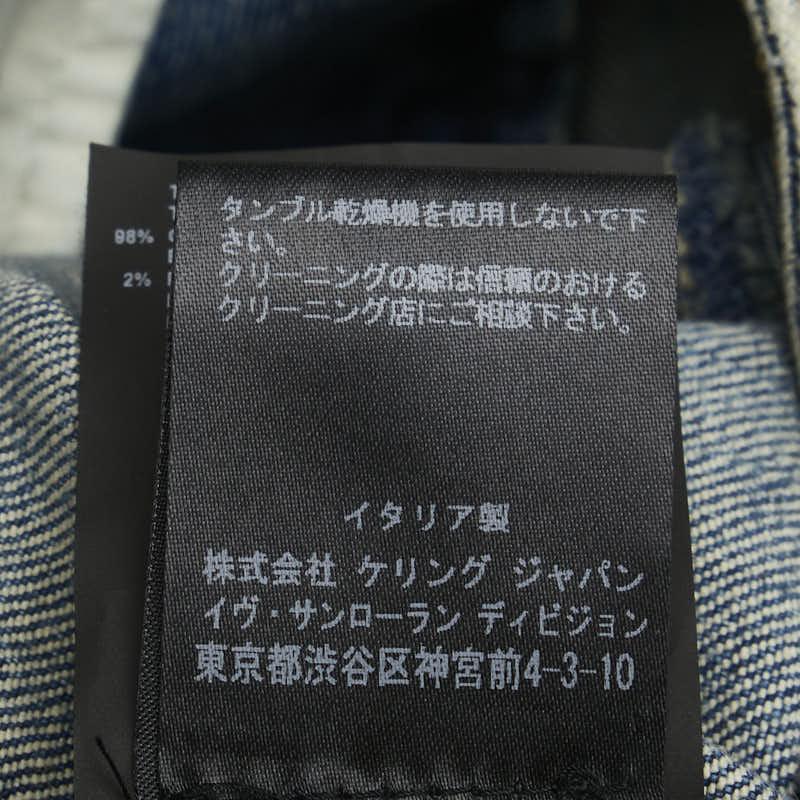 98%
2%
タンブル乾燥機を使用しないで下
さい。
クリーニングの際は信頼のおける
クリーニング店にご相談下さい。
イタリア製
株式会社 ケリング ジャパン
イヴ・サンローラン ディビジョン
東京都渋谷区神宮前4-3-10